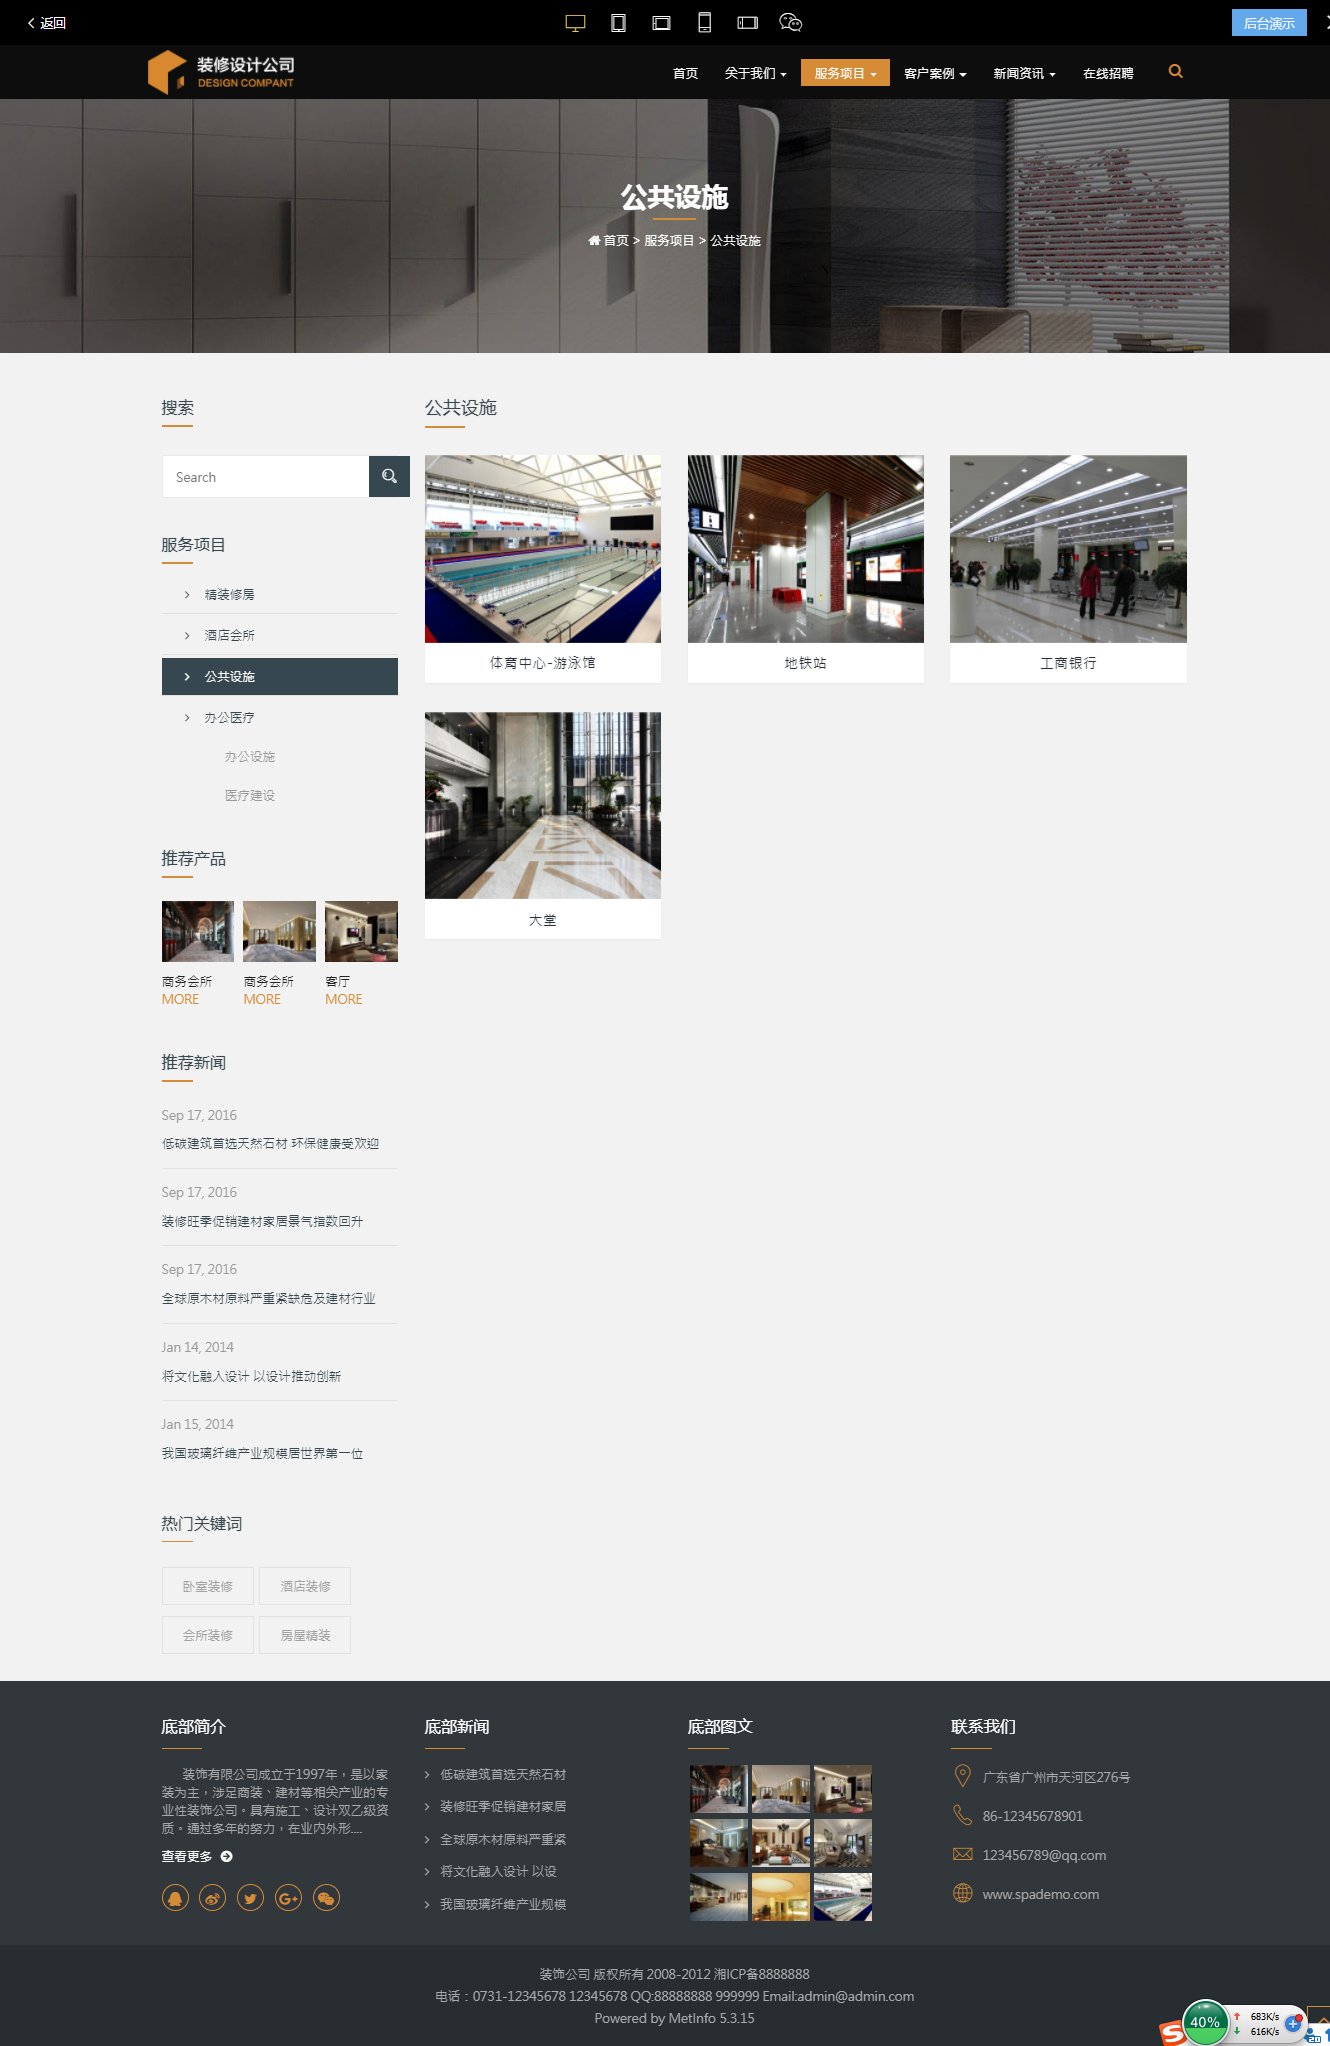 返回
后台演示
装修设计公司
DESIGN COMPANT
首页 关于我们 服务项目 客户案例 新闻资讯 在线招聘
公共设施
首页 > 服务项目 > 公共设施
搜索
Search
服务项目
精装修房
酒店会所
公共设施
办公医疗
办公设施
医疗建设
推荐产品
商务会所 商务会所 客厅
MORE MORE MORE
推荐新闻
Sep 17, 2016
低碳建筑首选天然石材 环保健康受欢迎
Sep 17, 2016
装修旺季促销建材家居景气指数回升
Sep 17, 2016
全球原木材原料严重紧缺危及建材行业
Jan 14, 2014
将文化融入设计 以设计推动创新
Jan 15, 2014
我国玻璃纤维产业规模居世界第一位
热门关键词
卧室装修 酒店装修
会所装修 房屋精装
公共设施
体育中心-游泳馆 地铁站 工商银行
大堂
底部简介
装饰有限公司成立于1997年，是以家
装为主，涉足商装、建材等相关产业的专
业性装饰公司。具有施工、设计双乙级资
质。通过多年的努力，在业内外形....
查看更多
底部新闻
低碳建筑首选天然石材
装修旺季促销建材家居
全球原木材原料严重紧
将文化融入设计 以设
我国玻璃纤维产业规模
底部图文
联系我们
广东省广州市天河区276号
86-12345678901
123456789@qq.com
www.spademo.com
装饰公司 版权所有 2008-2012 湘ICP备8888888
电话：0731-12345678 12345678 QQ:88888888 999999 Email:admin@admin.com
Powered by MetInfo 5.3.15
40%
683K/s
616K/s